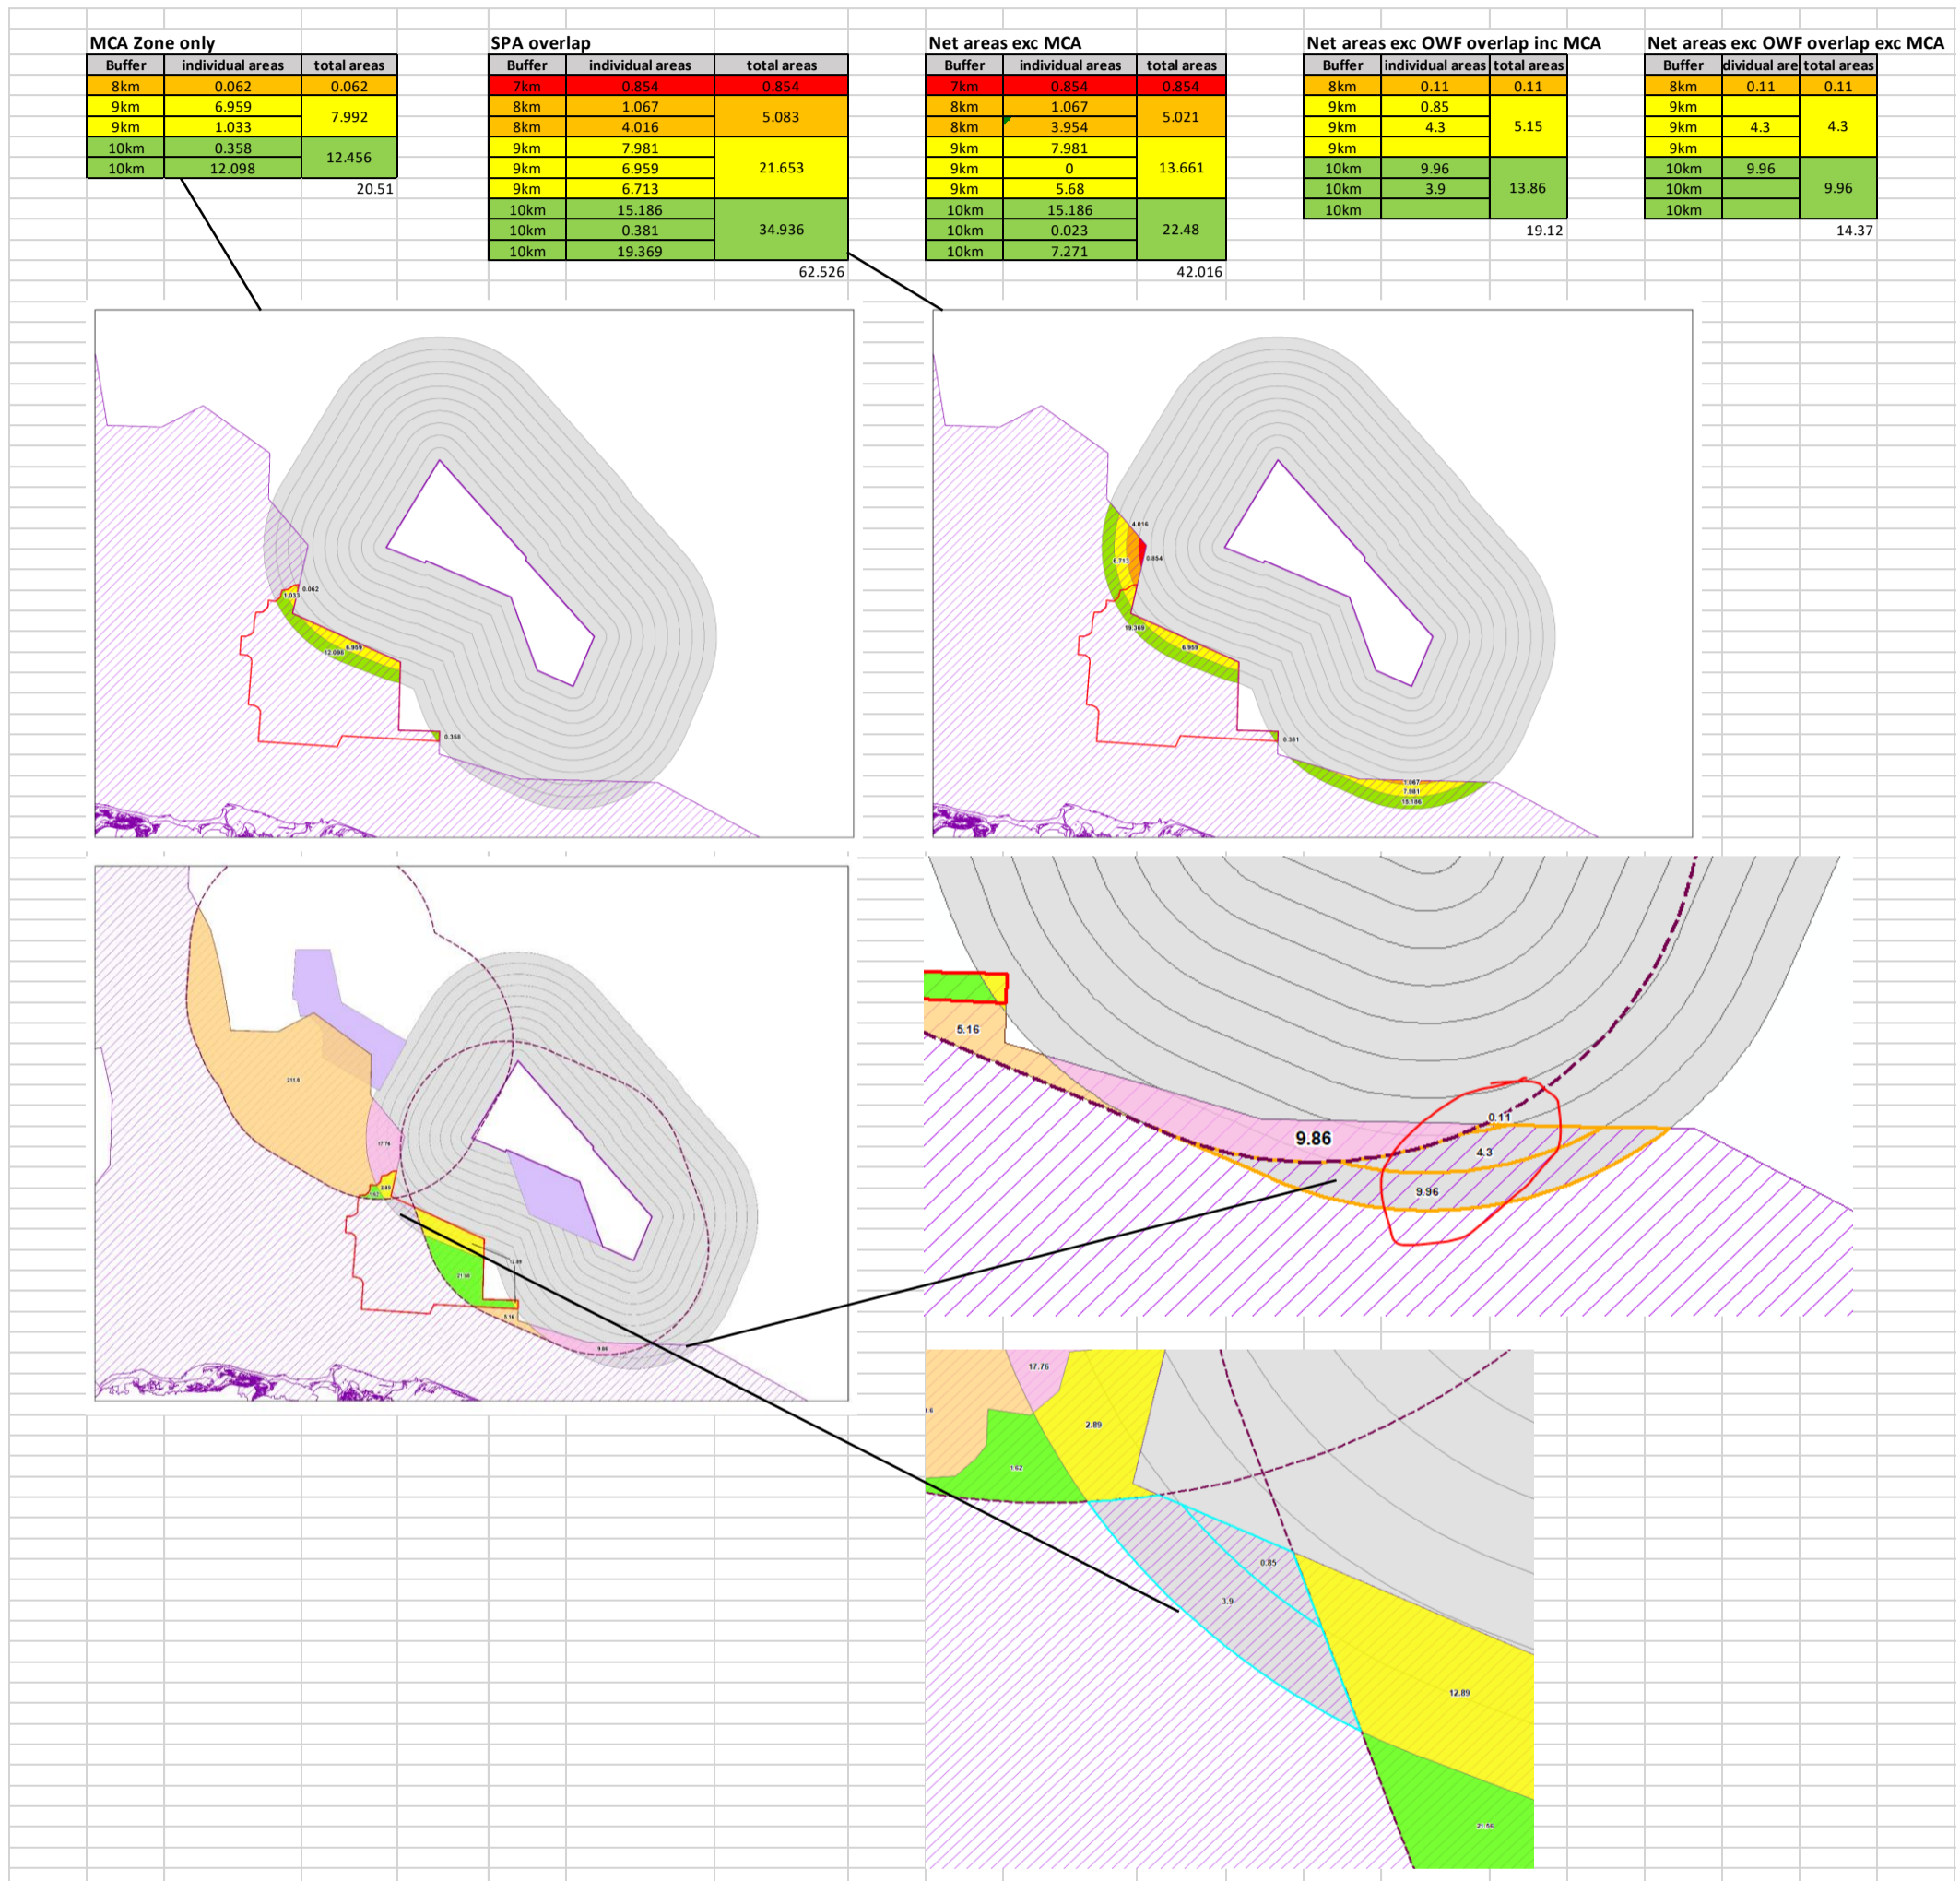 MCA Zone only
Buffer individual areas total areas
8km 0.062 0.062
9km 6.959 7.992
9km 1.033
10km 0.358 12.456
10km 12.098
20.51
SPA overlap
Buffer individual areas total areas
7km 0.854 0.854
8km 1.067 5.083
8km 4.016
9km 7.981
9km 6.959 21.653
9km 6.713
10km 15.186
10km 0.381 34.936
10km 19.369
62.526
Net areas exc MCA
Buffer individual areas total areas
7km 0.854 0.854
8km 1.067 5.021
8km 3.954
9km 7.981
9km 0 13.661
9km 5.68
10km 15.186
10km 0.023 22.48
10km 7.271
42.016
Net areas exc OWF overlap inc MCA
Buffer individual areas total areas
8km 0.11 0.11
9km 0.85
9km 4.3 5.15
9km
10km 9.96
10km 3.9 13.86
10km
19.12
Net areas exc OWF overlap exc MCA
Buffer dividual are total areas
8km 0.11 0.11
9km
9km 4.3 4.3
9km
10km 9.96
10km 9.96
10km
14.37
0.062
1.033
6.959
12.098
0.358
4.016
0.854
6.713
19.369
6.959
0.381
1.067
7.981
15.186
17.76
2.89
21.56
5.16
5.16
9.86
0.11
4.3
9.96
17.76
2.89
1.62
0.85
3.9
12.89
21.56